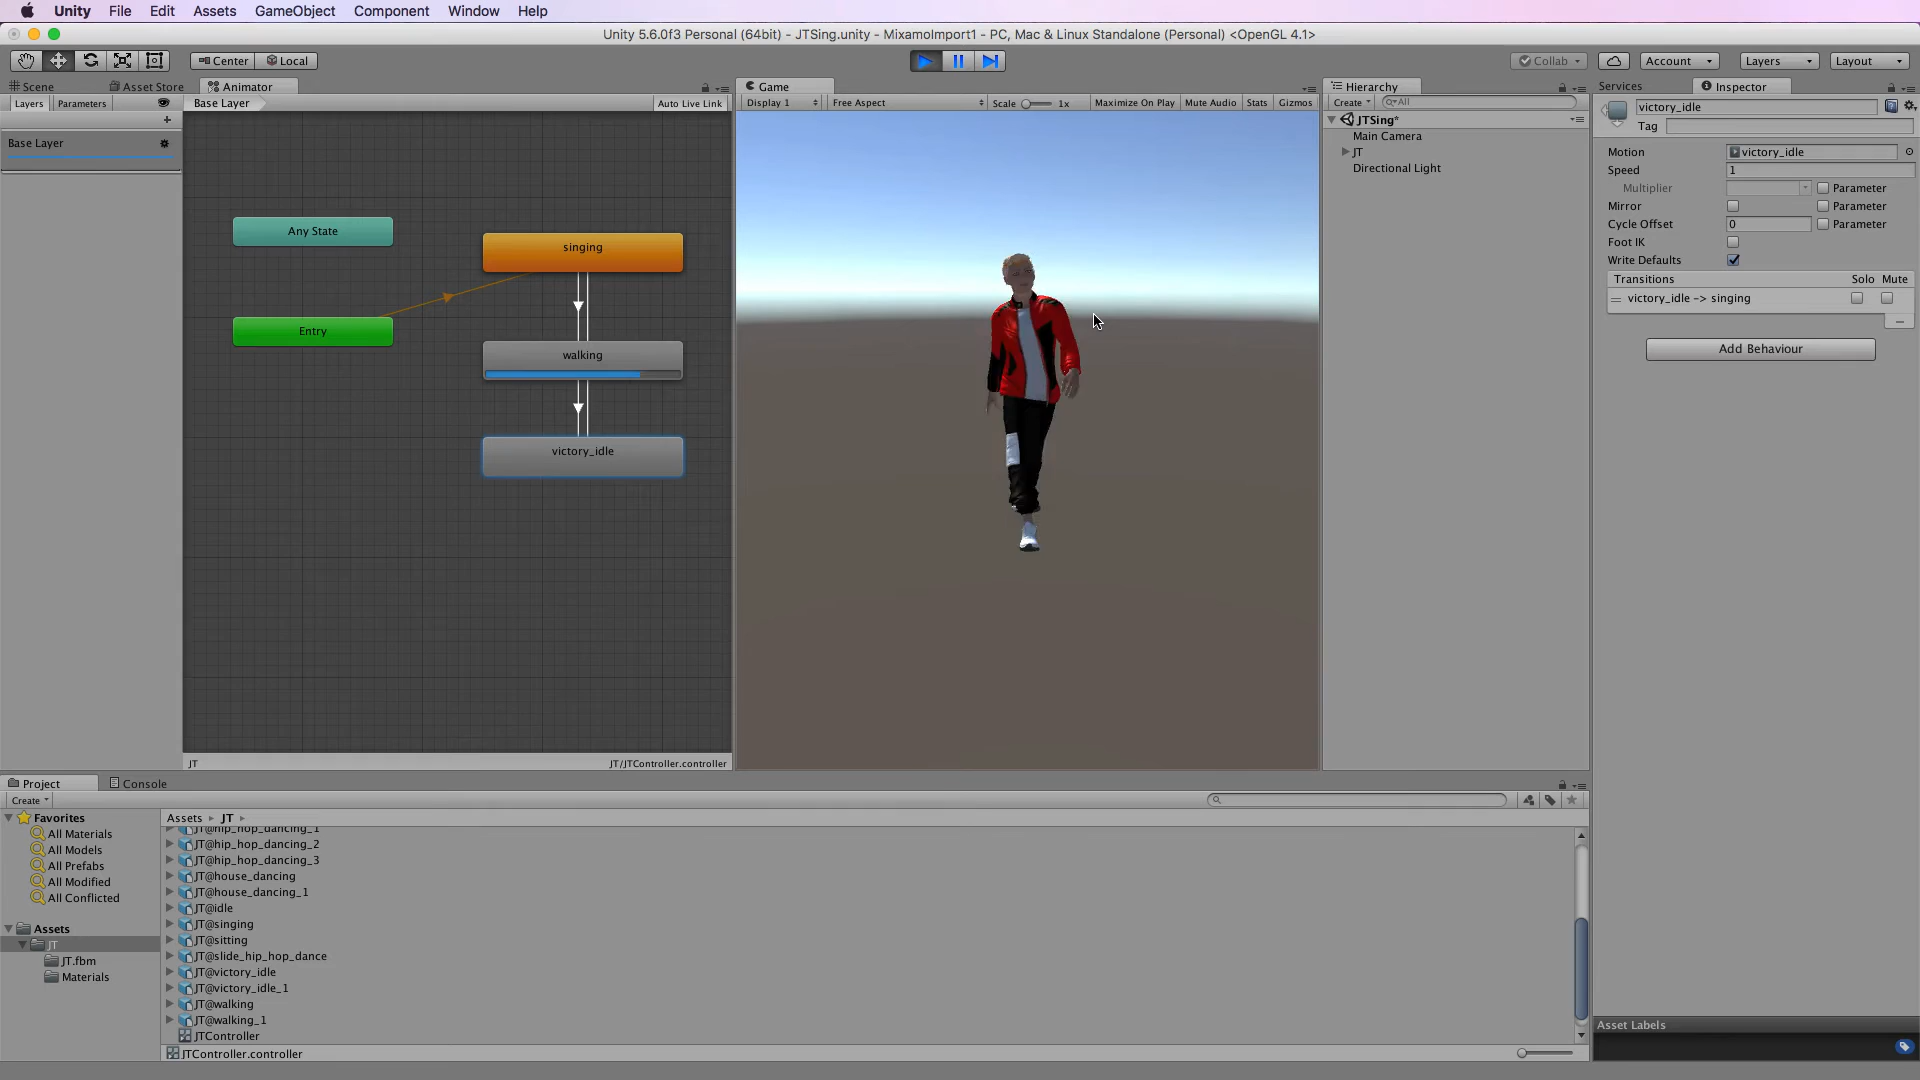 Unity File Edit Assets GameObject Component Window Help
Unity 5.6.0f3 Personal (64bit) - JTSing.unity - MixamoImport1 - PC, Mac & Linux Standalone (Personal) <OpenGL 4.1>
Center Local Collab Account Layers Layout
Scene Asset Store Animator
Layers Parameters Base Layer Auto Live Link
Base Layer
Any State
singing
Entry
walking
victory_idle
JT JT/JTController.controller
Game
Display 1 Free Aspect Scale 1x Maximize On Play Mute Audio Stats Gizmos
Hierarchy
Create All
JTSing*
Main Camera
JT
Directional Light
Services Inspector
victory_idle
Tag
Motion victory_idle
Speed 1
Multiplier Parameter
Mirror Parameter
Cycle Offset 0 Parameter
Foot IK
Write Defaults
Transitions Solo Mute
victory_idle -> singing
Add Behaviour
Project Console
Create
Favorites
All Materials
All Models
All Prefabs
All Modified
All Conflicted
Assets
JT
JT.fbm
Materials
Assets JT
JT@hip_hop_dancing_1
JT@hip_hop_dancing_2
JT@hip_hop_dancing_3
JT@house_dancing
JT@house_dancing_1
JT@idle
JT@singing
JT@sitting
JT@slide_hip_hop_dance
JT@victory_idle
JT@victory_idle_1
JT@walking
JT@walking_1
JTController
JTController.controller
Asset Labels